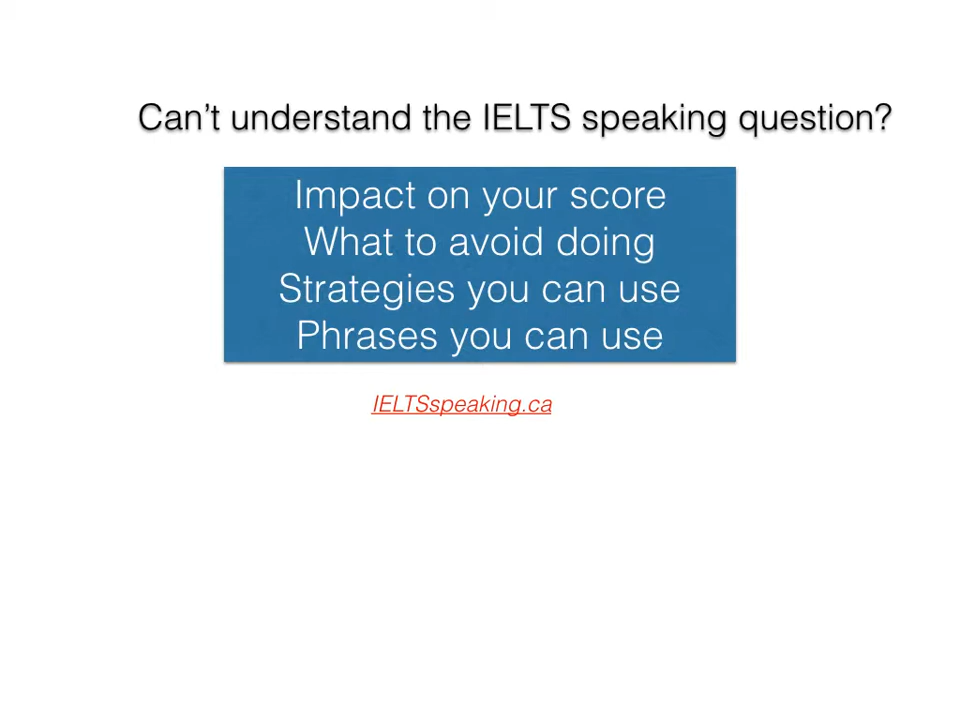 Can’t understand the IELTS speaking question?
Impact on your score
What to avoid doing
Strategies you can use
Phrases you can use
IELTSspeaking.ca